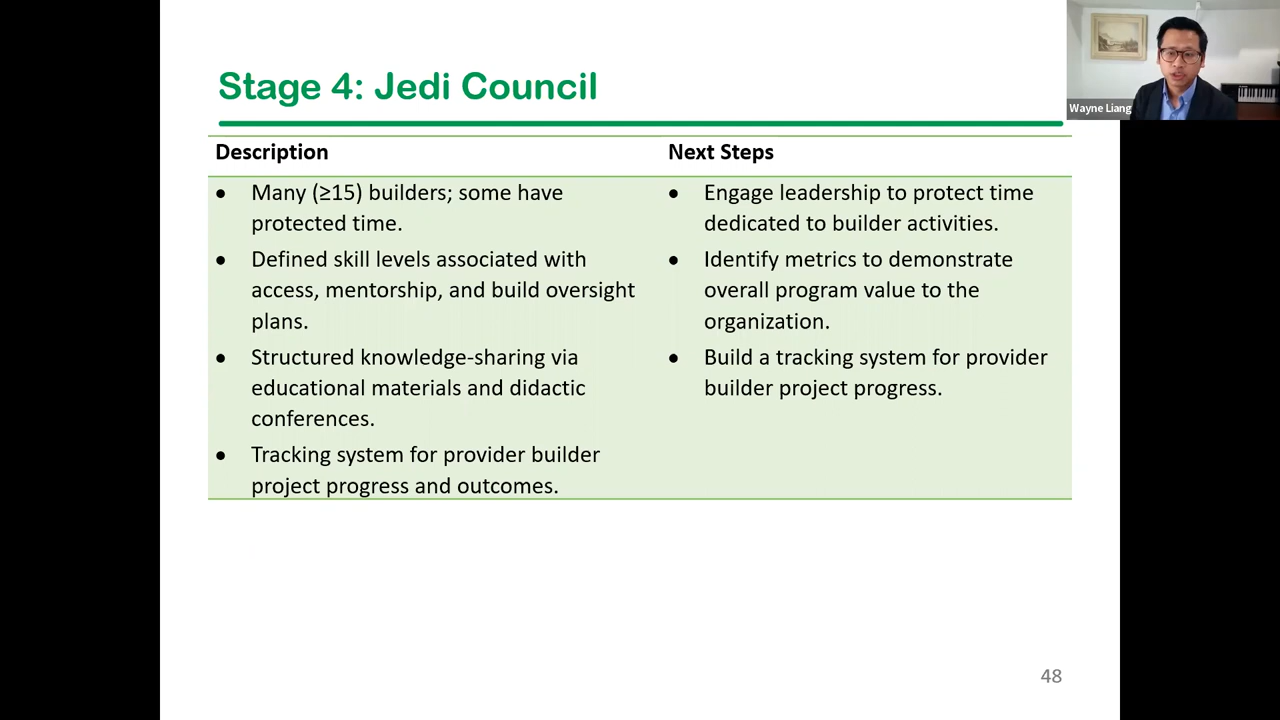 Stage 4: Jedi Council
Wayne Liang
Description
Next Steps
● Many (≥15) builders; some have
protected time.
● Defined skill levels associated with
access, mentorship, and build oversight
plans.
● Structured knowledge-sharing via
educational materials and didactic
conferences.
● Tracking system for provider builder
project progress and outcomes.
● Engage leadership to protect time
dedicated to builder activities.
● Identify metrics to demonstrate
overall program value to the
organization.
● Build a tracking system for provider
builder project progress.
48